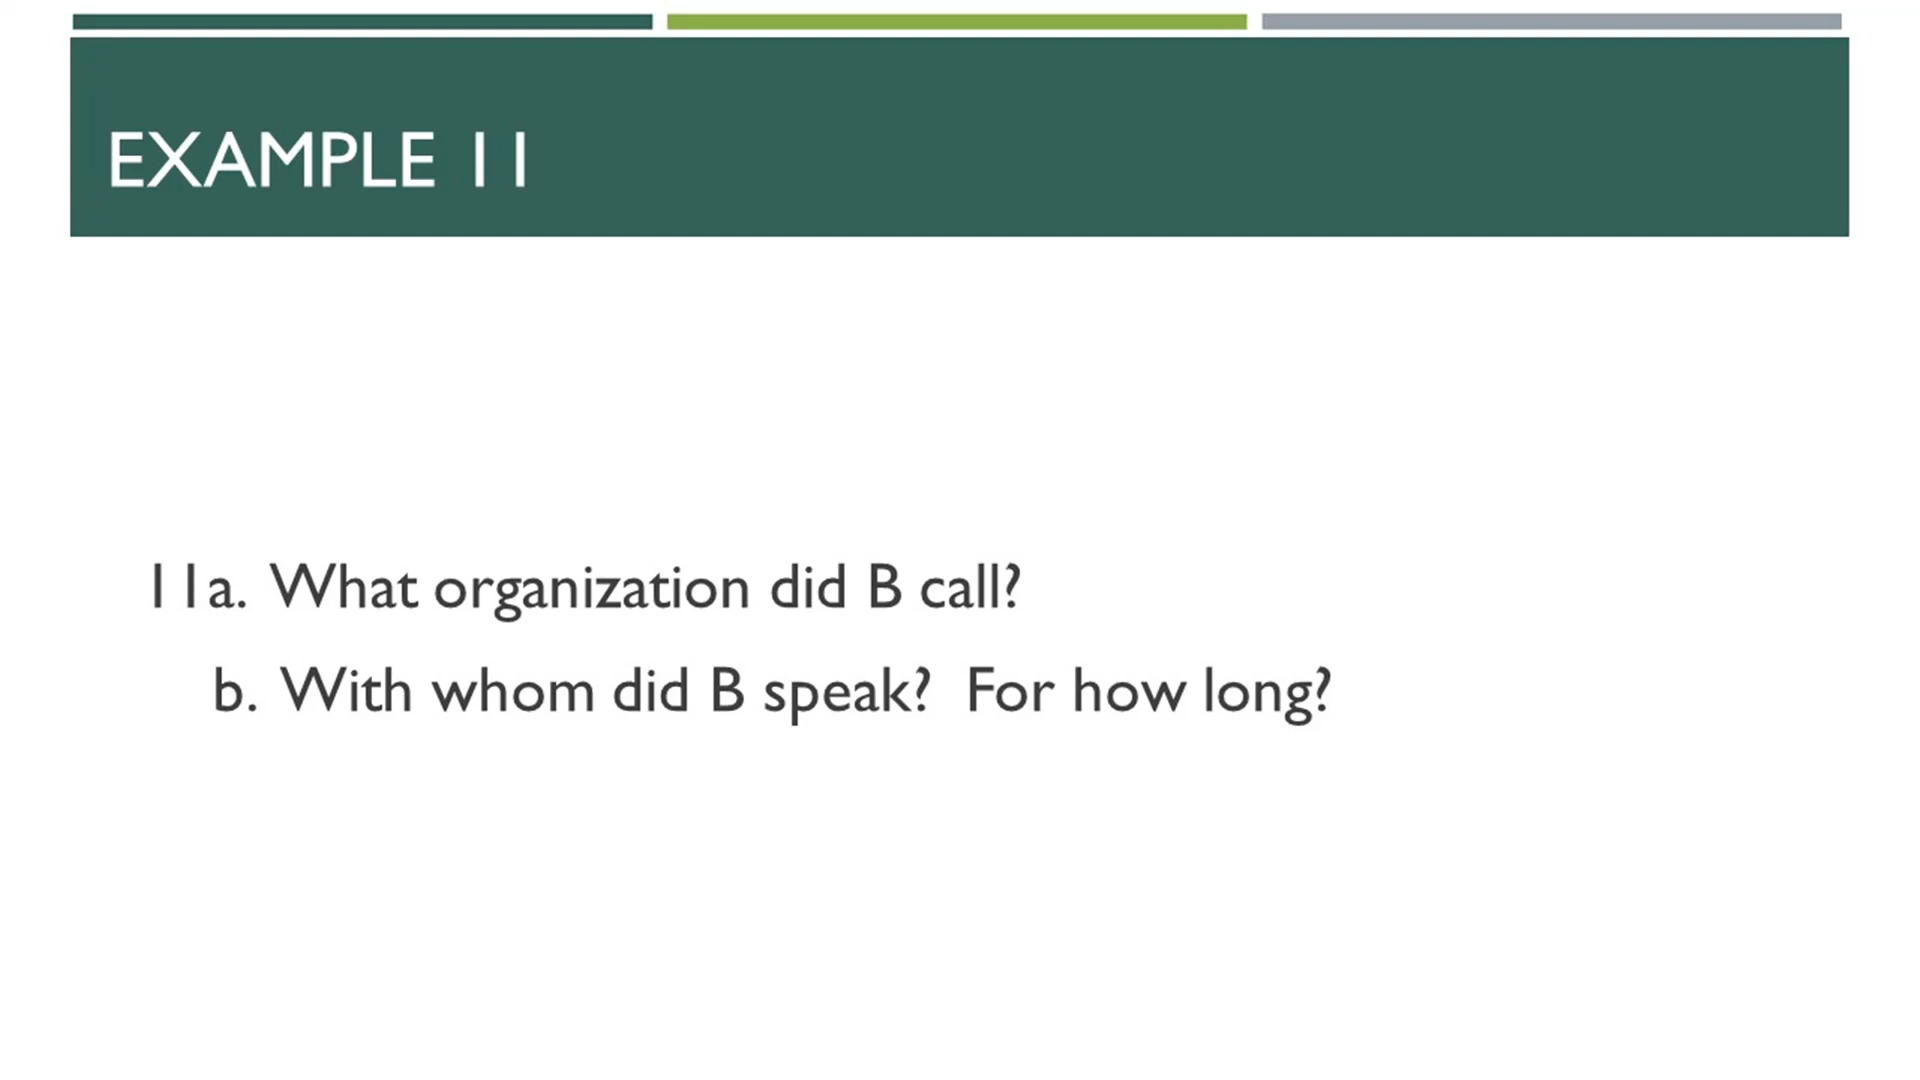 EXAMPLE 11
11a. What organization did B call?
b. With whom did B speak? For how long?